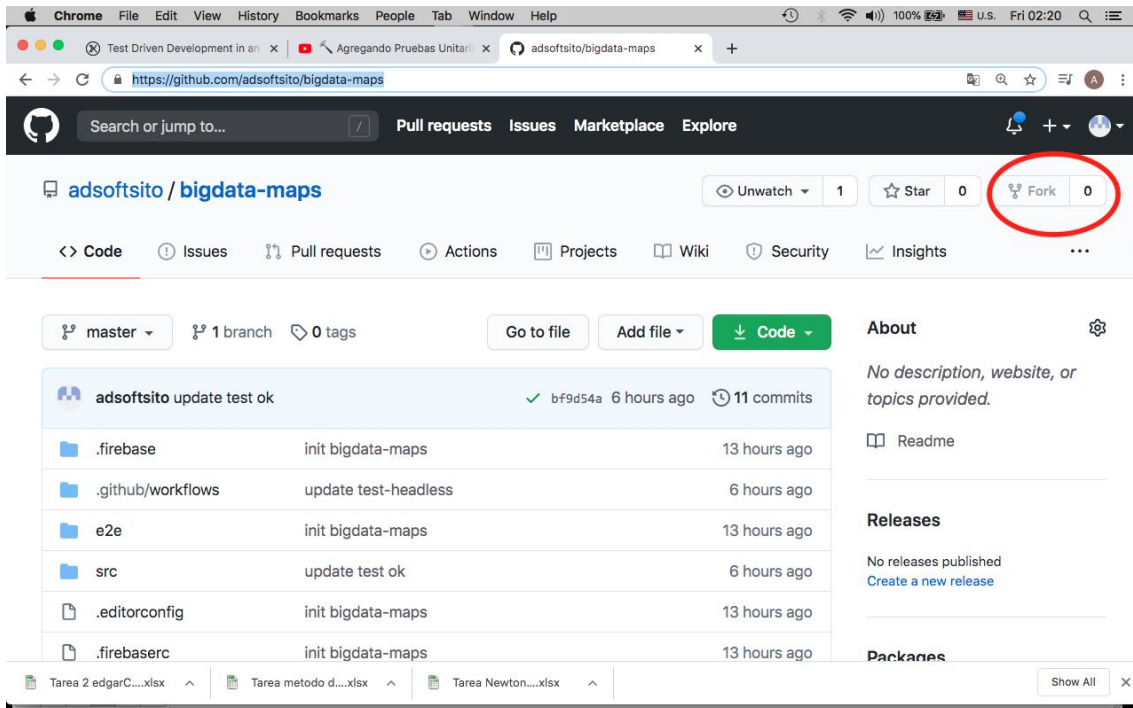 Chrome File Edit View History Bookmarks People Tab Window Help 100% U.S. Fri 02:20
Test Driven Development in an Agregando Pruebas Unitari adsoftsito/bigdata-maps
https://github.com/adsoftsito/bigdata-maps A
Search or jump to... / Pull requests Issues Marketplace Explore
adsoftsito / bigdata-maps Unwatch 1 Star 0 Fork 0
<> Code Issues Pull requests Actions Projects Wiki Security Insights ...
master 1 branch 0 tags Go to file Add file Code About
No description, website, or
adsoftsito update test ok bf9d54a 6 hours ago 11 commits topics provided.
.firebase init bigdata-maps 13 hours ago Readme
.github/workflows update test-headless 6 hours ago
e2e init bigdata-maps 13 hours ago Releases
src update test ok 6 hours ago No releases published
Create a new release
.editorconfig init bigdata-maps 13 hours ago
.firebaserc init bigdata-maps 13 hours ago Packages
Tarea 2 edgarC....xlsx Tarea metodo d....xlsx Tarea Newton....xlsx Show All